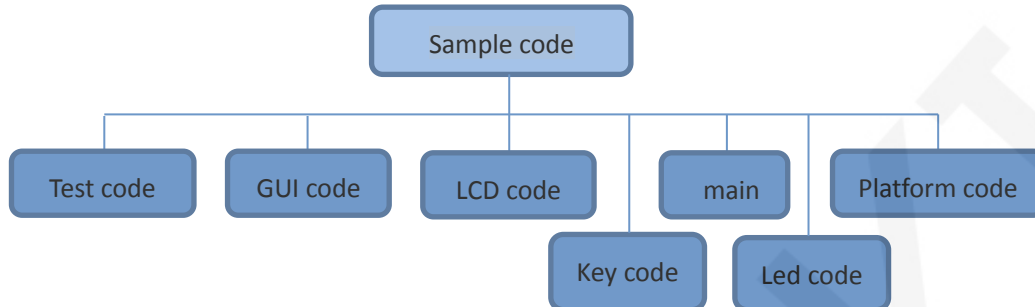 Sample code
Test code
GUI code
LCD code
main
Platform code
Key code
Led code